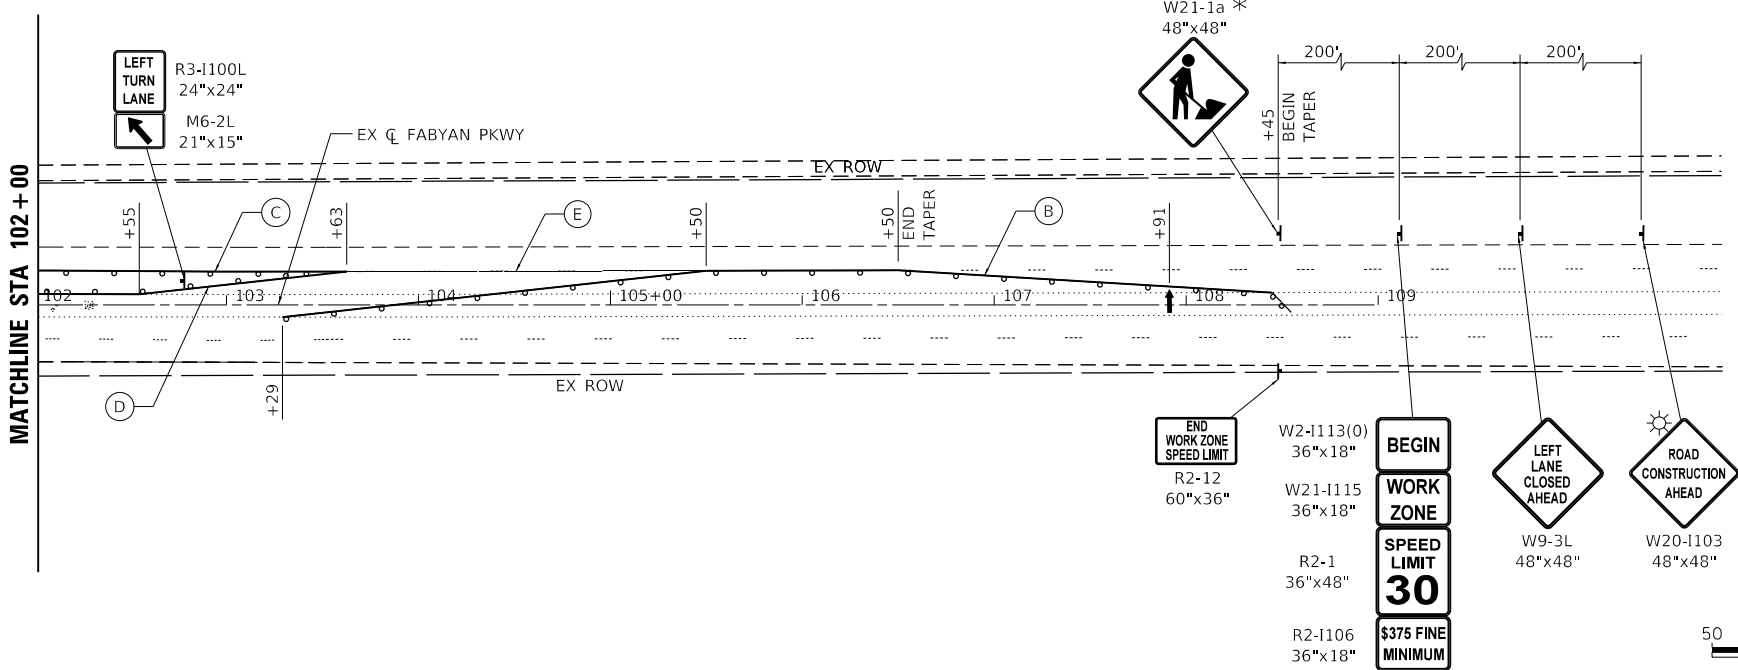 W21-1a *
48"x48"
200'
200'
200'
LEFT
TURN
LANE
R3-I100L
24"x24"
M6-2L
21"x15"
EX ℄ FABYAN PKWY
+45
BEGIN
TAPER
EX ROW
MATCHLINE STA 102+00
+55
C
+63
E
+50
+50
END
TAPER
B
+91
102
103
104
105+00
106
107
108
109
D
+29
EX ROW
END
WORK ZONE
SPEED LIMIT
R2-12
60"x36"
W2-I113(0)
36"x18"
BEGIN
W21-I115
36"x18"
WORK
ZONE
R2-1
36"x48"
SPEED
LIMIT
30
R2-I106
36"x18"
$375 FINE
MINIMUM
LEFT
LANE
CLOSED
AHEAD
W9-3L
48"x48"
ROAD
CONSTRUCTION
AHEAD
W20-I103
48"x48"
50